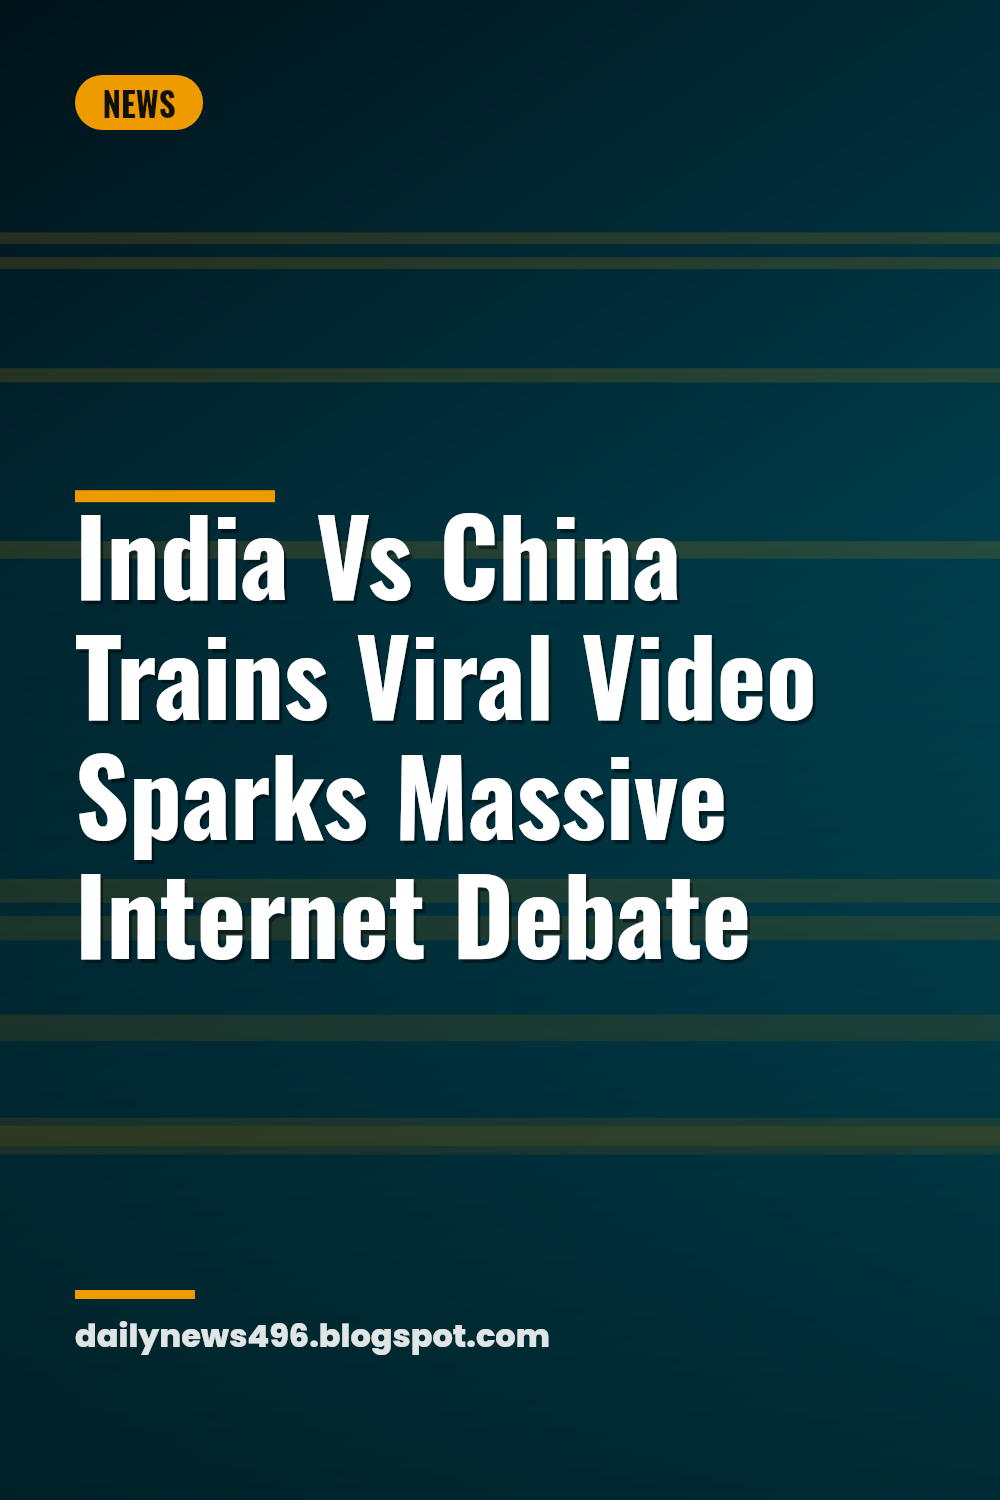 NEWS
India Vs China
Trains Viral Video
Sparks Massive
Internet Debate
dailynews496.blogspot.com